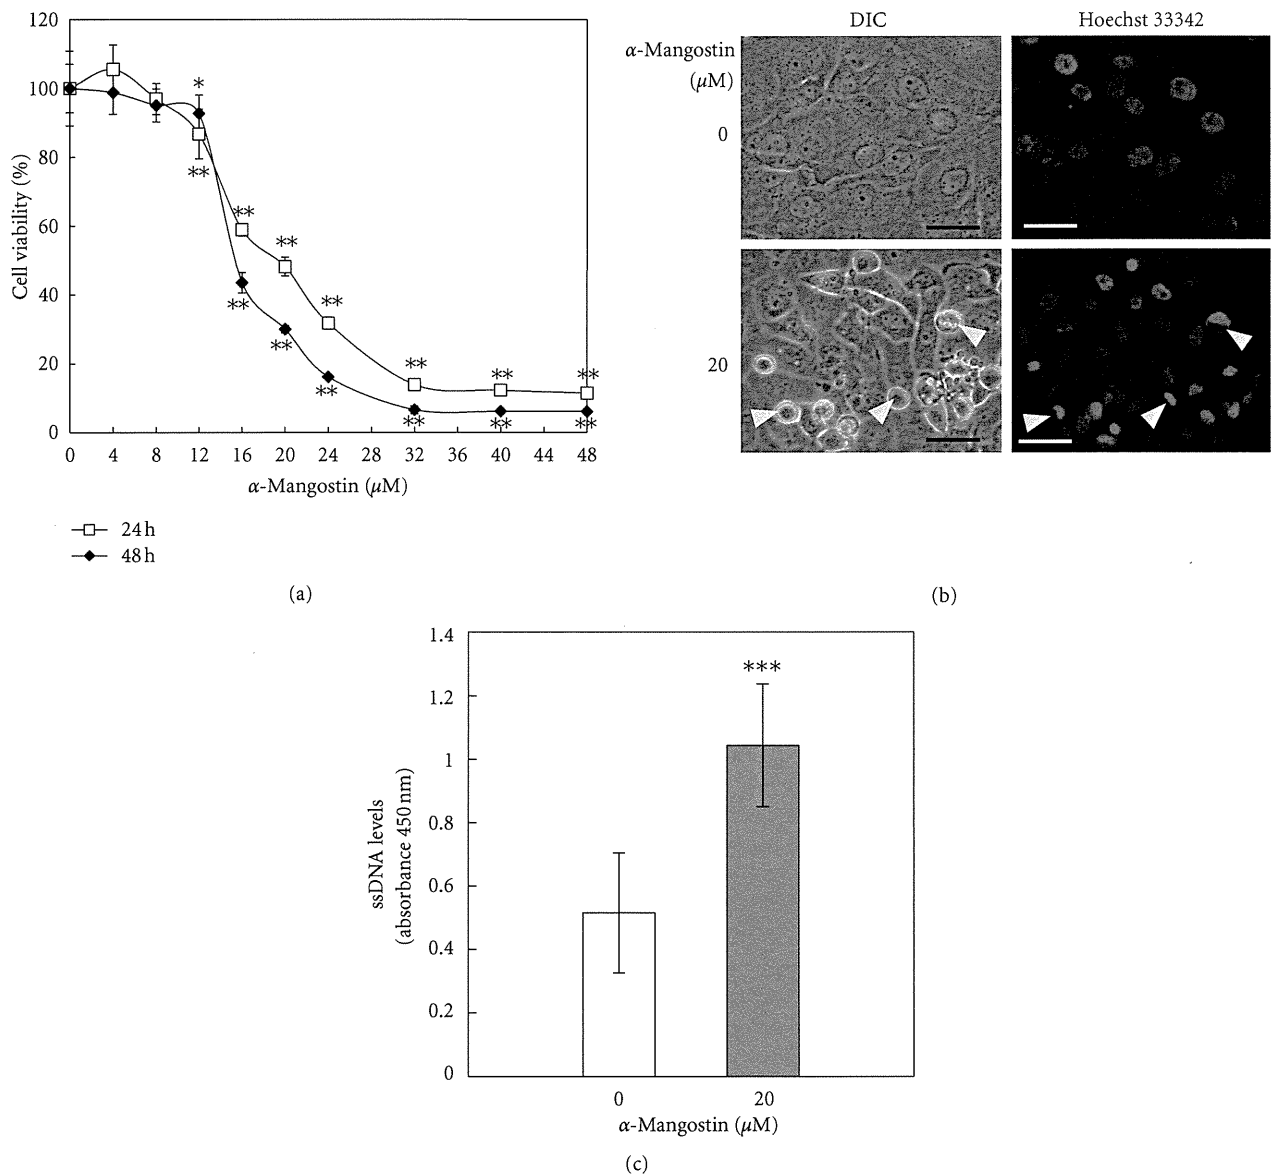 120
100
80
60
40
20
0
Cell viability (%)
*
**
**
**
**
**
**
**
**
**
**
**
**
**
**
0 4 8 12 16 20 24 28 32 36 40 44 48
α-Mangostin (μM)
24 h
48 h
(a)
DIC Hoechst 33342
α-Mangostin
(μM)
0
20
(b)
1.4
1.2
1
0.8
0.6
0.4
0.2
0
ssDNA levels
(absorbance 450 nm)
***
0 20
α-Mangostin (μM)
(c)